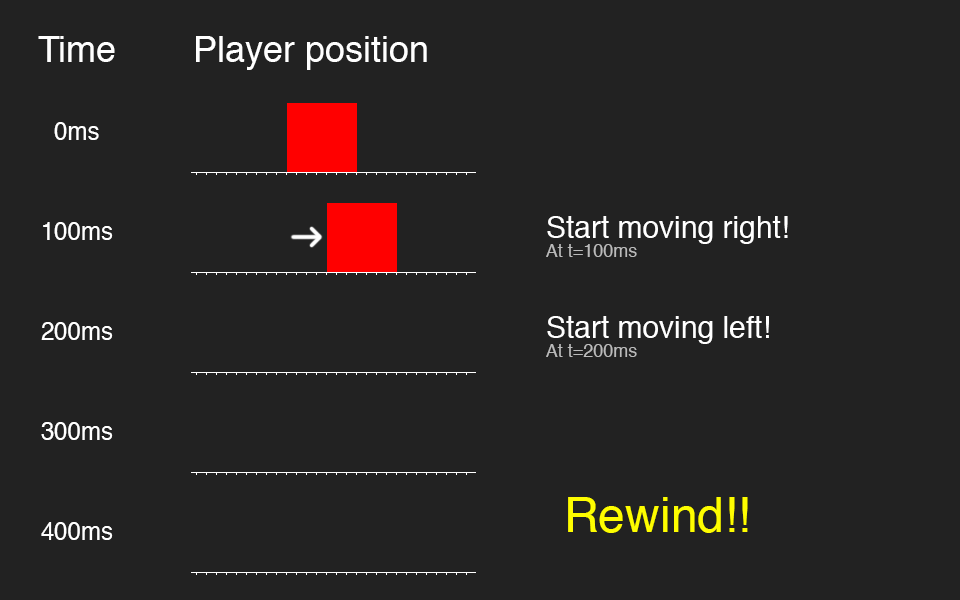 Time Player position
0ms
100ms Start moving right!
At t=100ms
200ms Start moving left!
At t=200ms
300ms
400ms Rewind!!